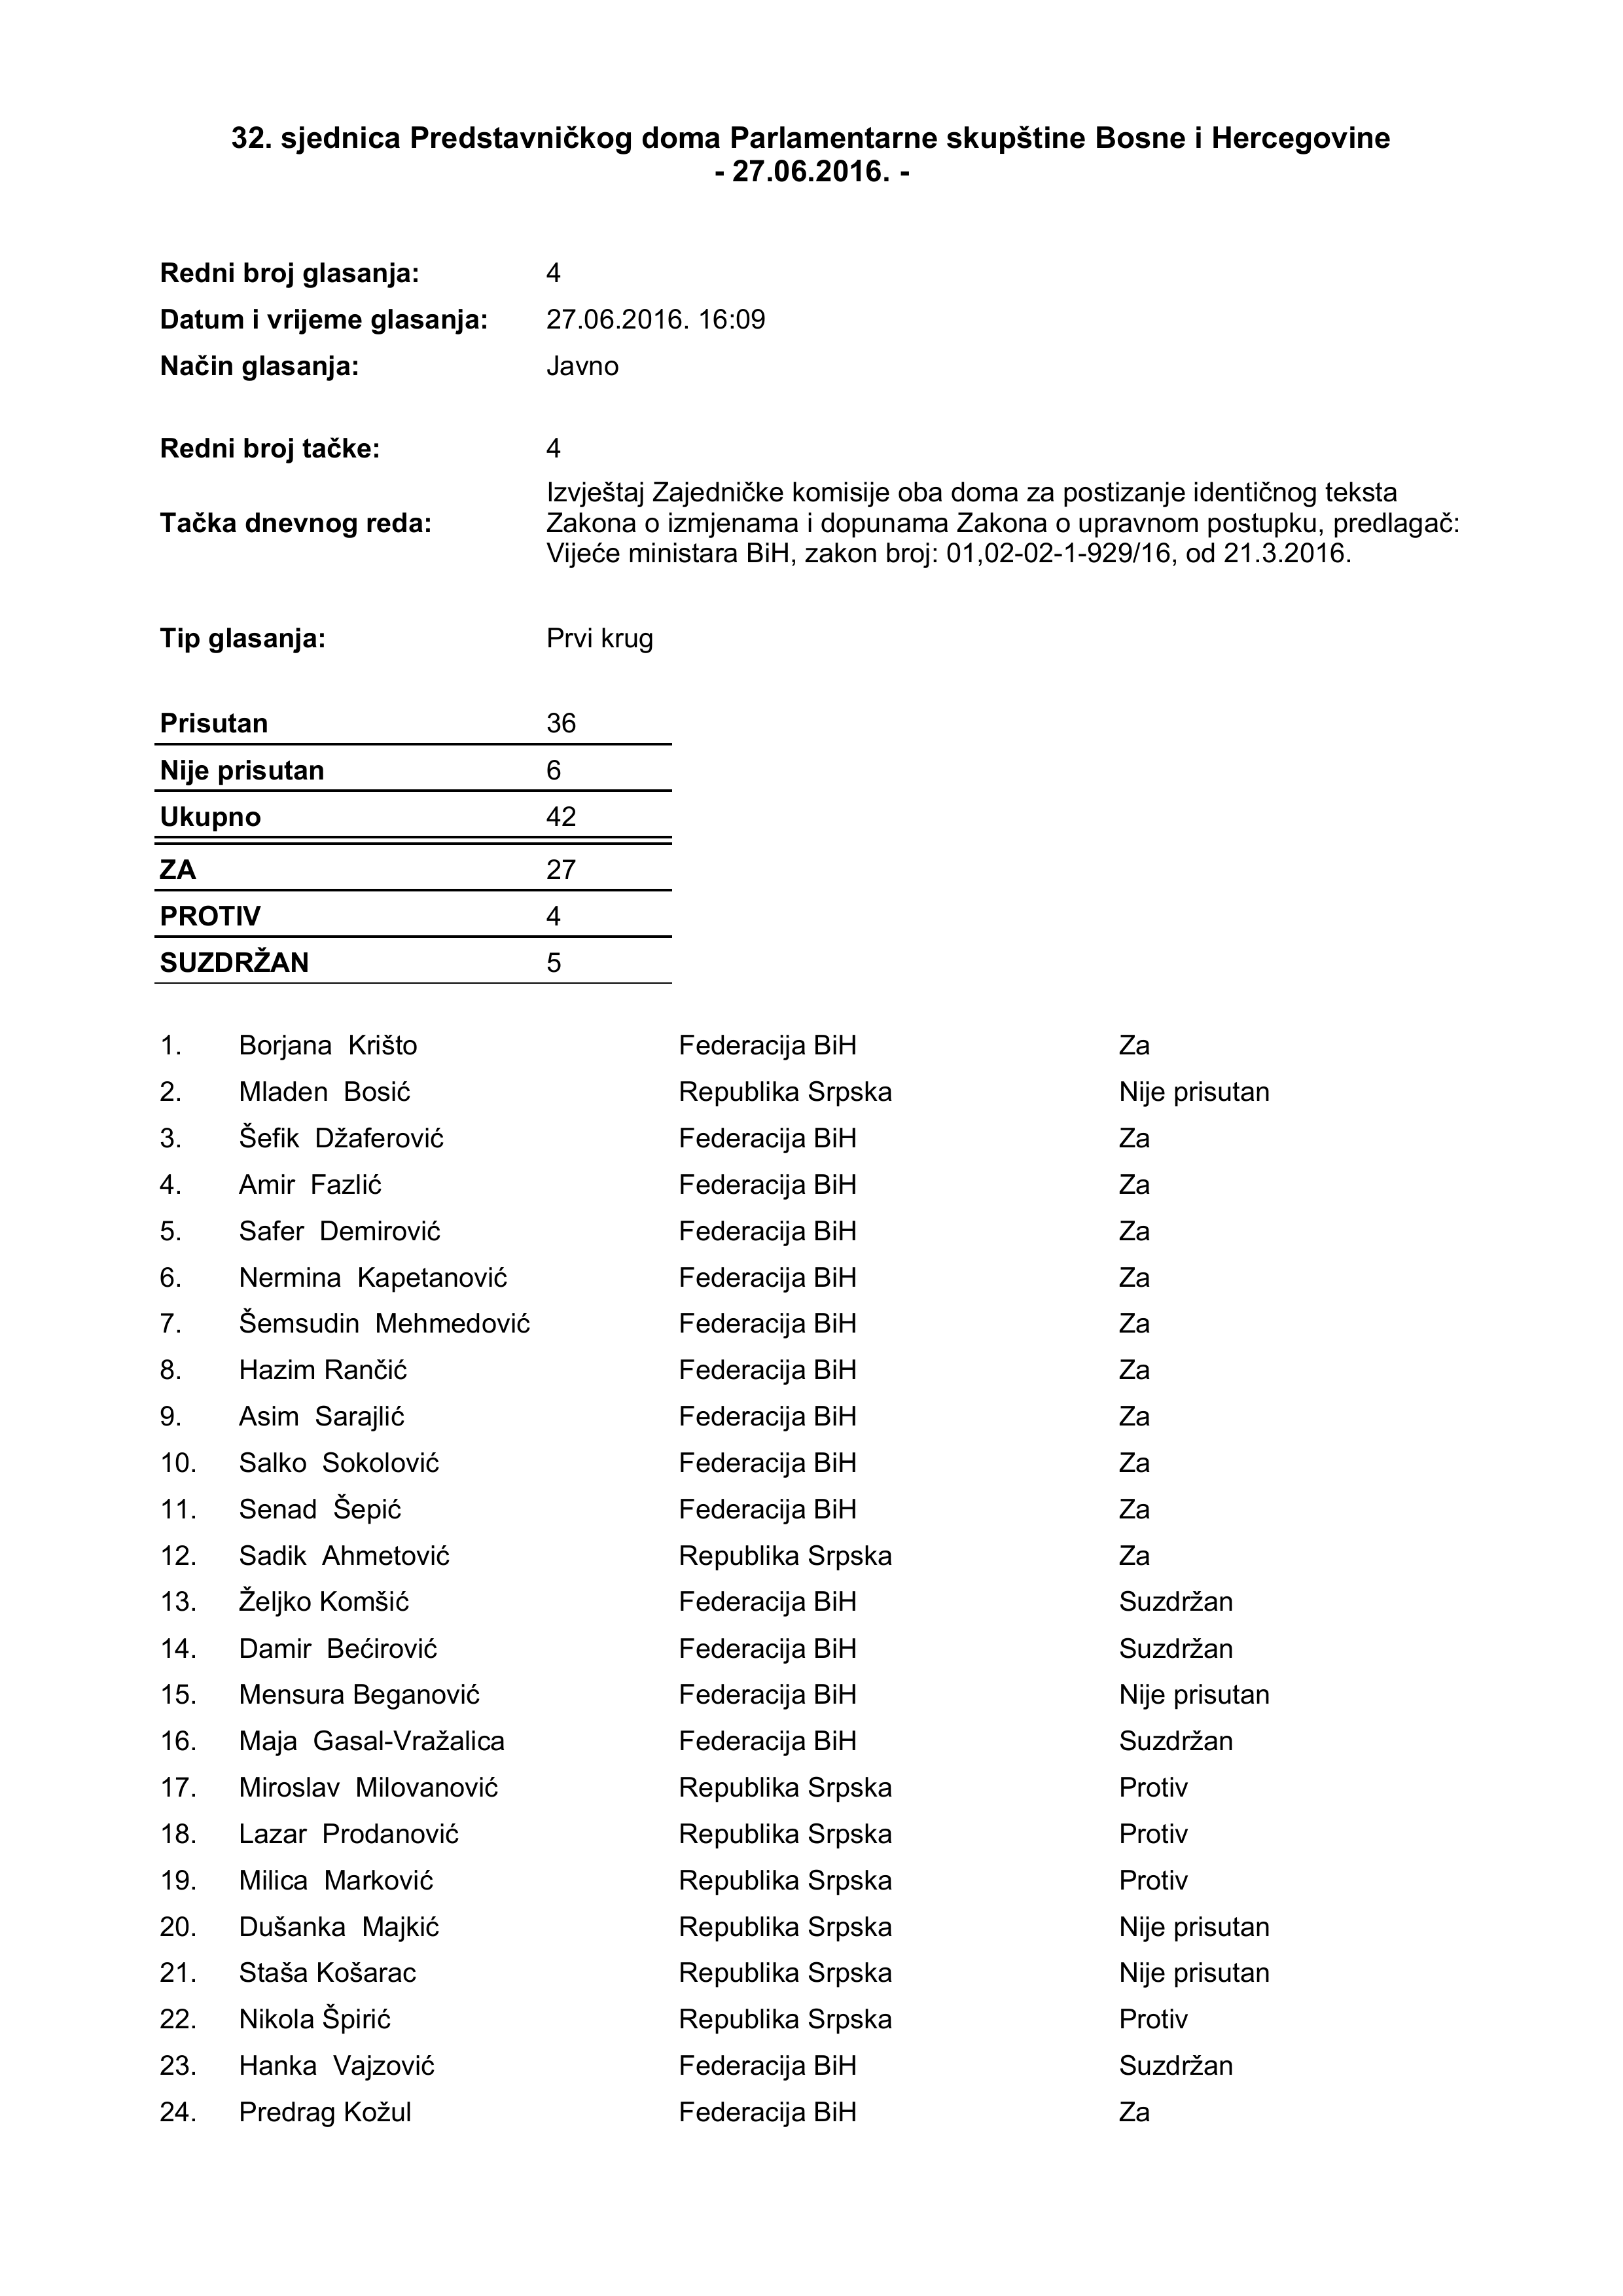 32. sjednica Predstavničkog doma Parlamentarne skupštine Bosne i Hercegovine
- 27.06.2016. -
Redni broj glasanja: 4
Datum i vrijeme glasanja: 27.06.2016. 16:09
Način glasanja: Javno
Redni broj tačke: 4
Izvještaj Zajedničke komisije oba doma za postizanje identičnog teksta
Tačka dnevnog reda: Zakona o izmjenama i dopunama Zakona o upravnom postupku, predlagač:
Vijeće ministara BiH, zakon broj: 01,02-02-1-929/16, od 21.3.2016.
Tip glasanja: Prvi krug
Prisutan 36
Nije prisutan 6
Ukupno 42
ZA 27
PROTIV 4
SUZDRŽAN 5
1. Borjana Krišto Federacija BiH Za
2. Mladen Bosić Republika Srpska Nije prisutan
3. Šefik Džaferović Federacija BiH Za
4. Amir Fazlić Federacija BiH Za
5. Safer Demirović Federacija BiH Za
6. Nermina Kapetanović Federacija BiH Za
7. Šemsudin Mehmedović Federacija BiH Za
8. Hazim Rančić Federacija BiH Za
9. Asim Sarajlić Federacija BiH Za
10. Salko Sokolović Federacija BiH Za
11. Senad Šepić Federacija BiH Za
12. Sadik Ahmetović Republika Srpska Za
13. Željko Komšić Federacija BiH Suzdržan
14. Damir Bećirović Federacija BiH Suzdržan
15. Mensura Beganović Federacija BiH Nije prisutan
16. Maja Gasal-Vražalica Federacija BiH Suzdržan
17. Miroslav Milovanović Republika Srpska Protiv
18. Lazar Prodanović Republika Srpska Protiv
19. Milica Marković Republika Srpska Protiv
20. Dušanka Majkić Republika Srpska Nije prisutan
21. Staša Košarac Republika Srpska Nije prisutan
22. Nikola Špirić Republika Srpska Protiv
23. Hanka Vajzović Federacija BiH Suzdržan
24. Predrag Kožul Federacija BiH Za